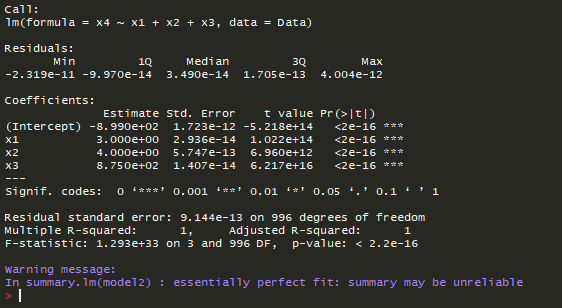 Call:
lm(formula = x4 ~ x1 + x2 + x3, data = Data)
Residuals:
Min 1Q Median 3Q Max
-2.319e-11 -9.970e-14 3.490e-14 1.705e-13 4.004e-12
Coefficients:
Estimate Std. Error t value Pr(>|t|)
(Intercept) -8.990e+02 1.723e-12 -5.218e+14 <2e-16 ***
x1 3.000e+00 2.936e-14 1.022e+14 <2e-16 ***
x2 4.000e+00 5.747e-13 6.960e+12 <2e-16 ***
x3 8.750e+02 1.407e-14 6.217e+16 <2e-16 ***
---
Signif. codes: 0 ‘***’ 0.001 ‘**’ 0.01 ‘*’ 0.05 ‘.’ 0.1 ‘ ’ 1
Residual standard error: 9.144e-13 on 996 degrees of freedom
Multiple R-squared: 1, Adjusted R-squared: 1
F-statistic: 1.293e+33 on 3 and 996 DF, p-value: < 2.2e-16
Warning message:
In summary.lm(model2) : essentially perfect fit: summary may be unreliable
>